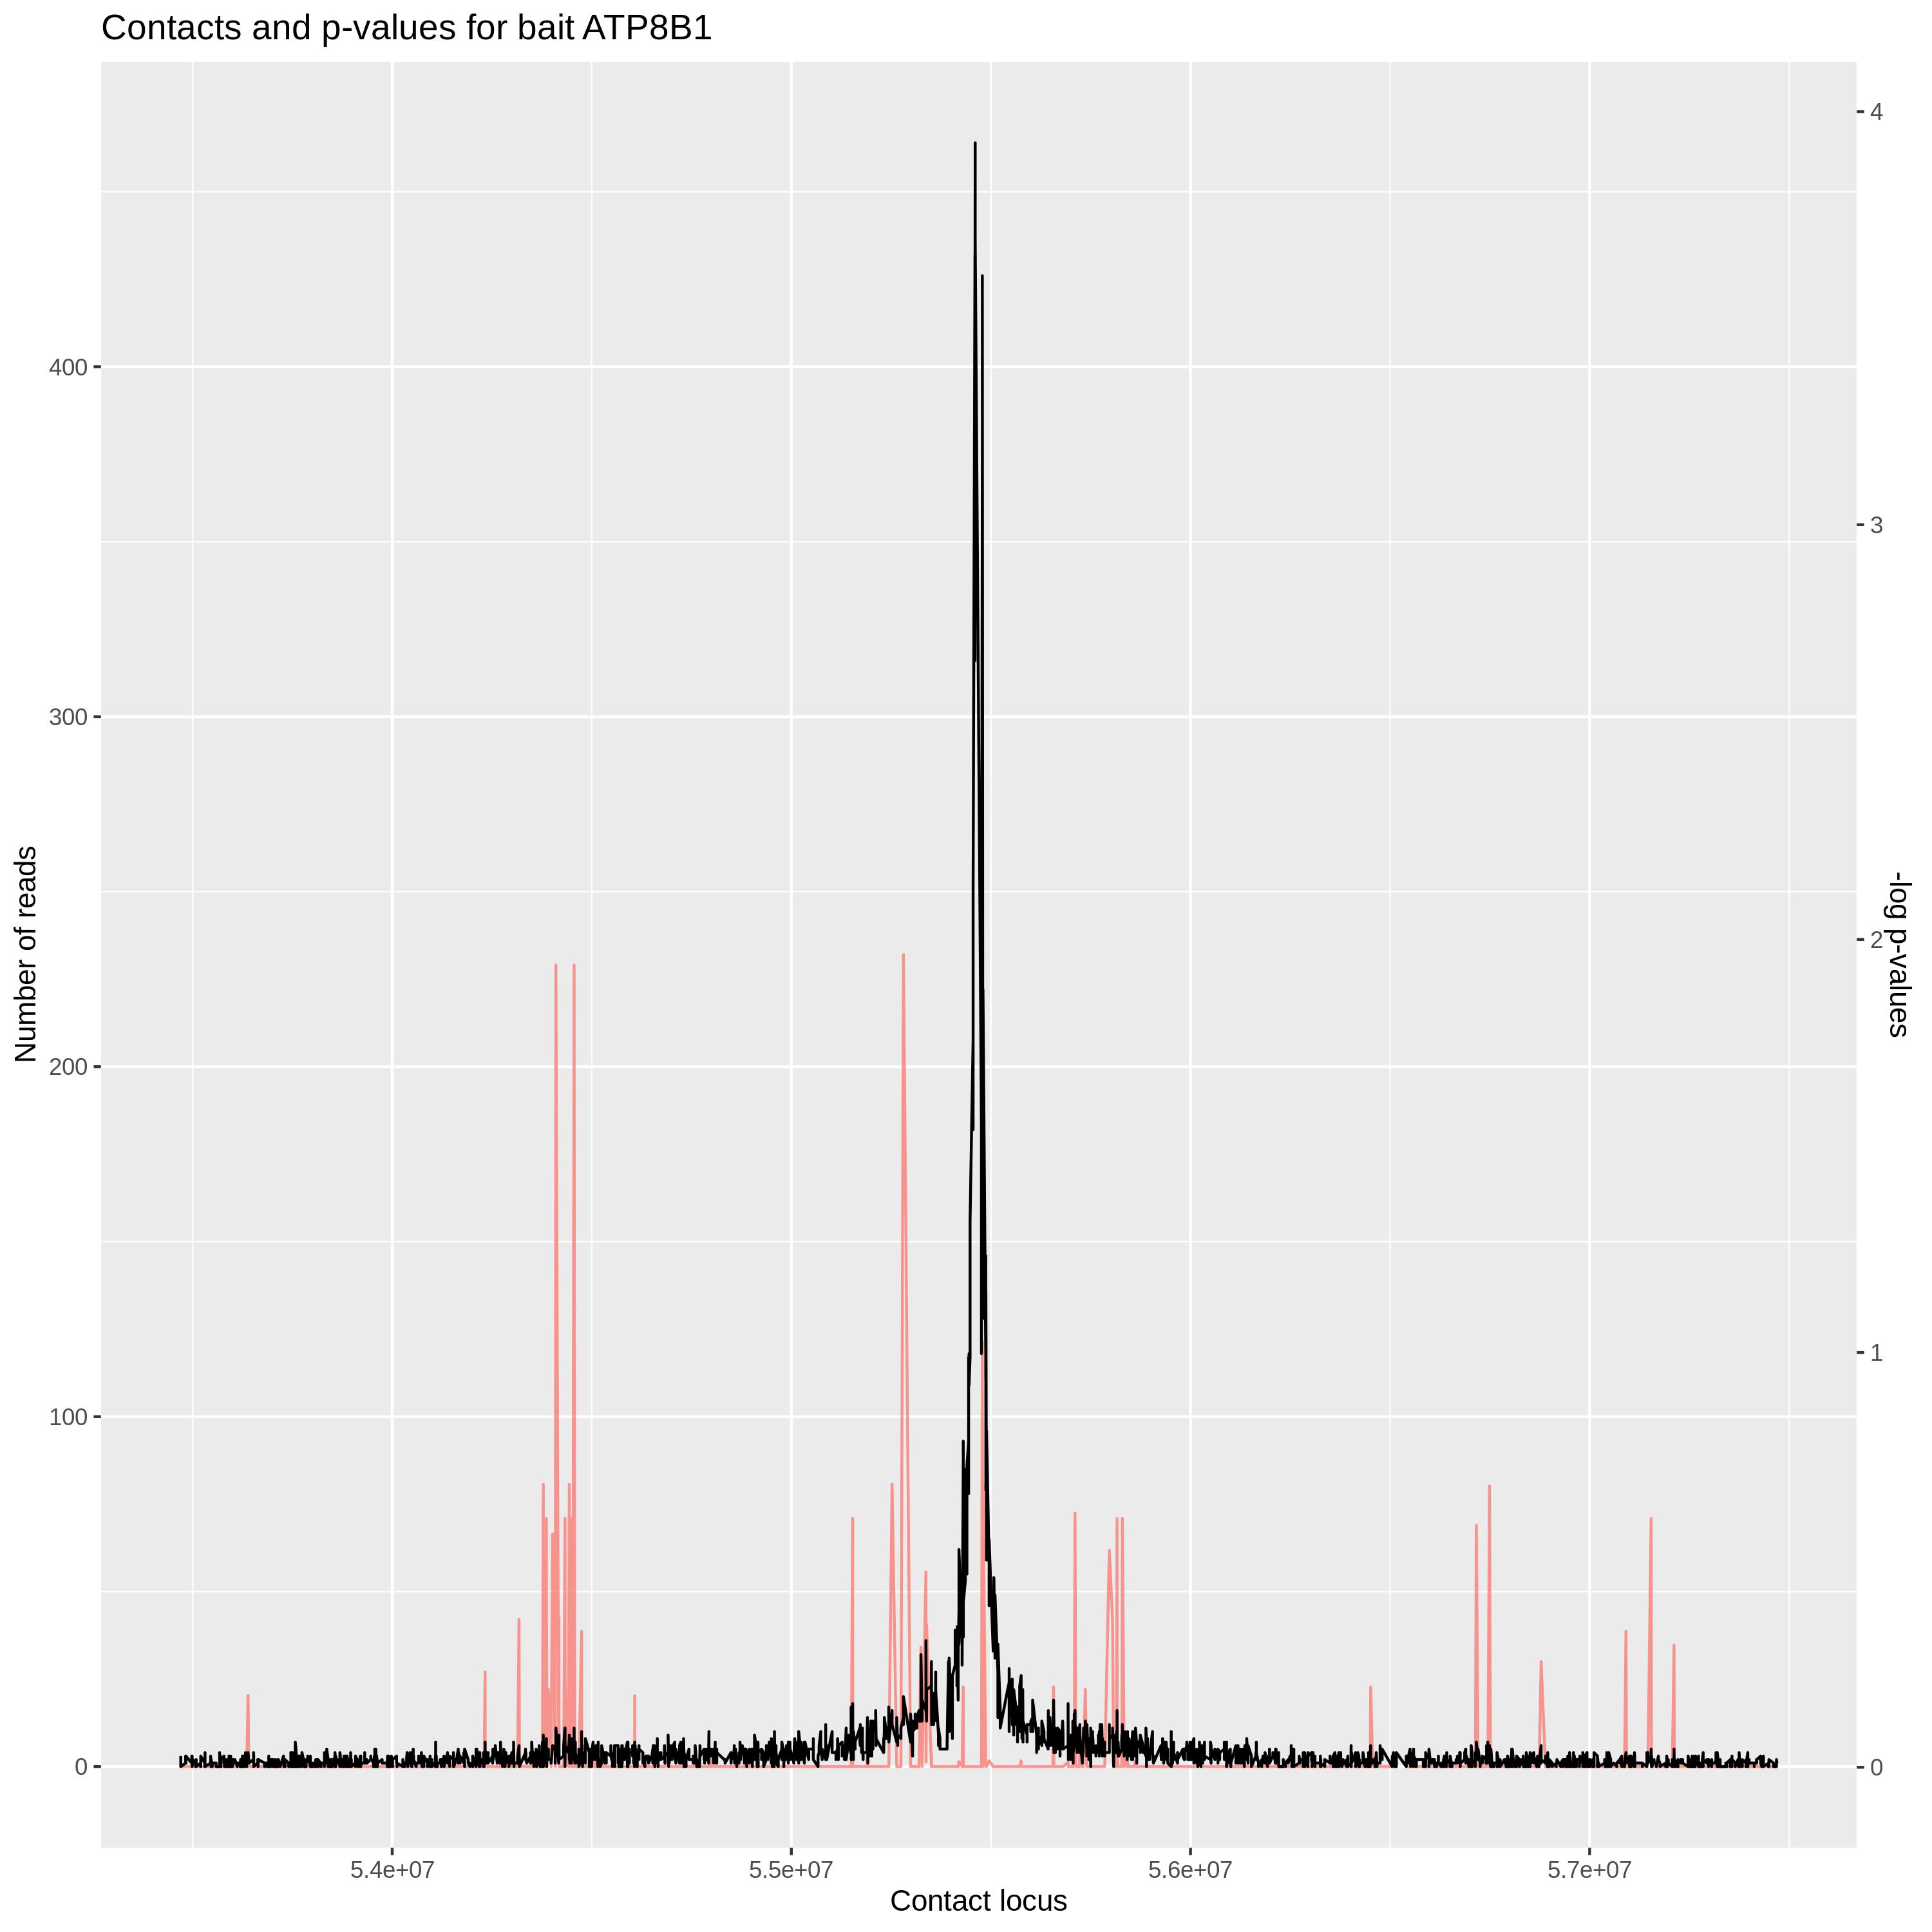 Contacts and p-values for bait ATP8B1
400
300
200
100
0
Number of reads
4
3
2
1
0
-log p-values
5.4e+07
5.5e+07
5.6e+07
5.7e+07
Contact locus